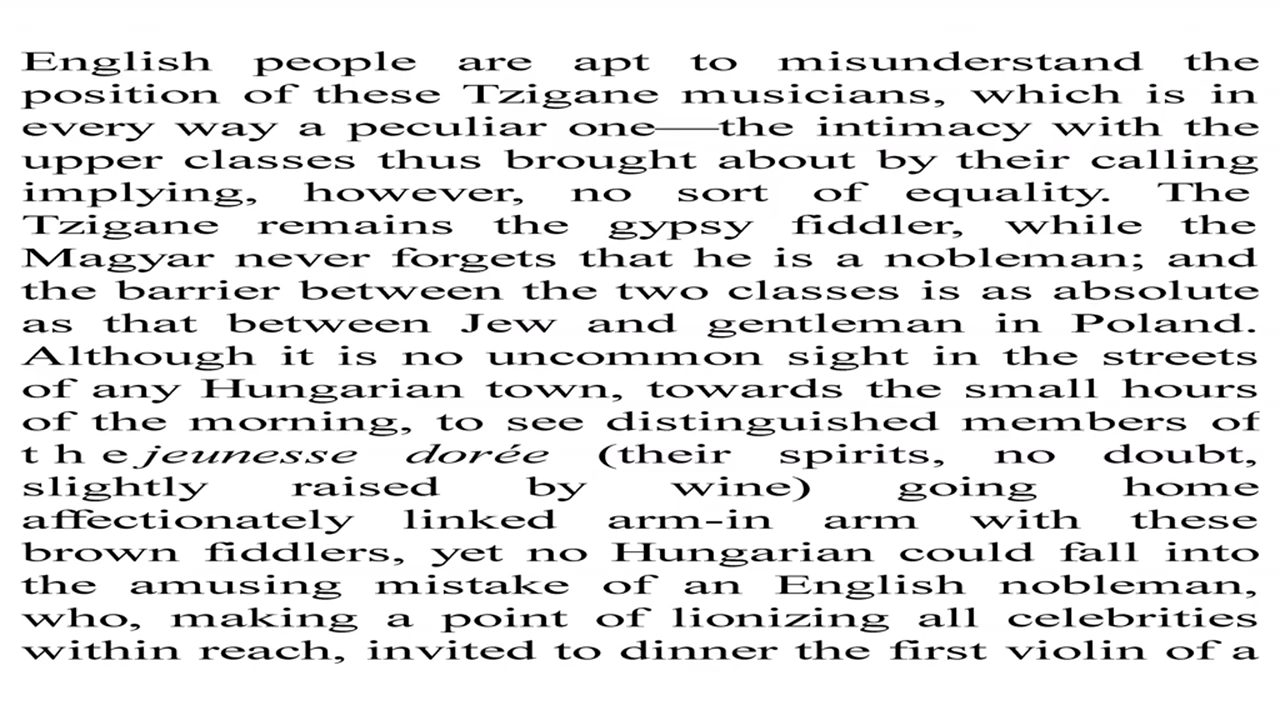 English people are apt to misunderstand the
position of these Tzigane musicians, which is in
every way a peculiar one—the intimacy with the
upper classes thus brought about by their calling
implying, however, no sort of equality. The
Tzigane remains the gypsy fiddler, while the
Magyar never forgets that he is a nobleman; and
the barrier between the two classes is as absolute
as that between Jew and gentleman in Poland.
Although it is no uncommon sight in the streets
of any Hungarian town, towards the small hours
of the morning, to see distinguished members of
the jeunesse dorée (their spirits, no doubt,
slightly raised by wine) going home
affectionately linked arm-in arm with these
brown fiddlers, yet no Hungarian could fall into
the amusing mistake of an English nobleman,
who, making a point of lionizing all celebrities
within reach, invited to dinner the first violin of a